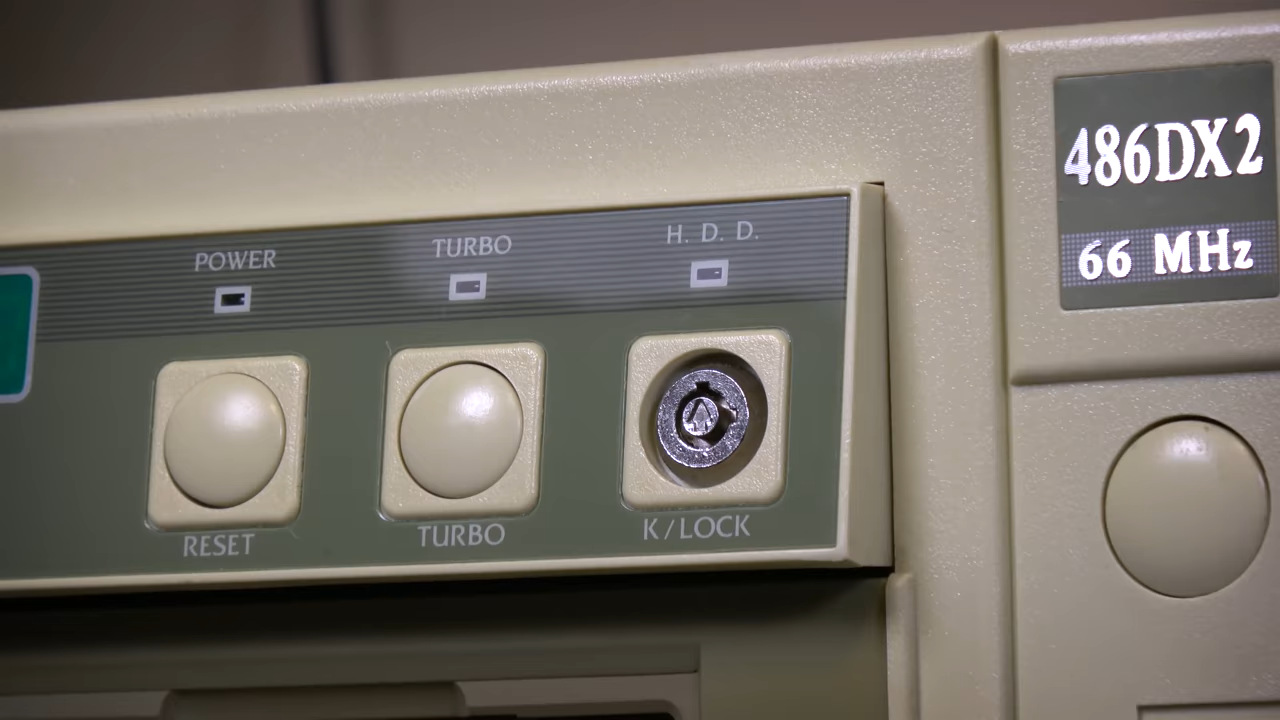 POWER
TURBO
H. D. D.
RESET
TURBO
K/LOCK
486DX2
66 MHz